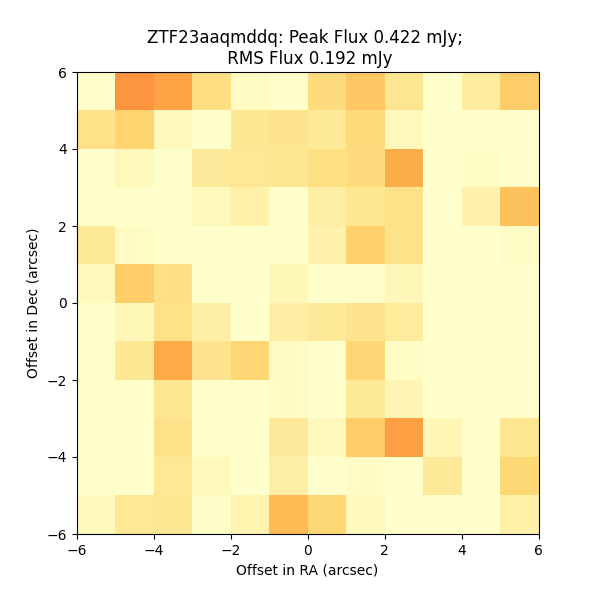 ZTF23aaqmddq: Peak Flux 0.422 mJy;
RMS Flux 0.192 mJy
6
4
2
0
−2
−4
−6
Offset in Dec (arcsec)
−6 −4 −2 0 2 4 6
Offset in RA (arcsec)